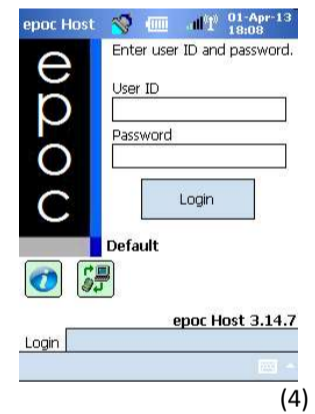 epoc Host 01-Apr-13
18:08
epoc
Enter user ID and password.
User ID
Password
Login
Default
epoc Host 3.14.7
Login
(4)